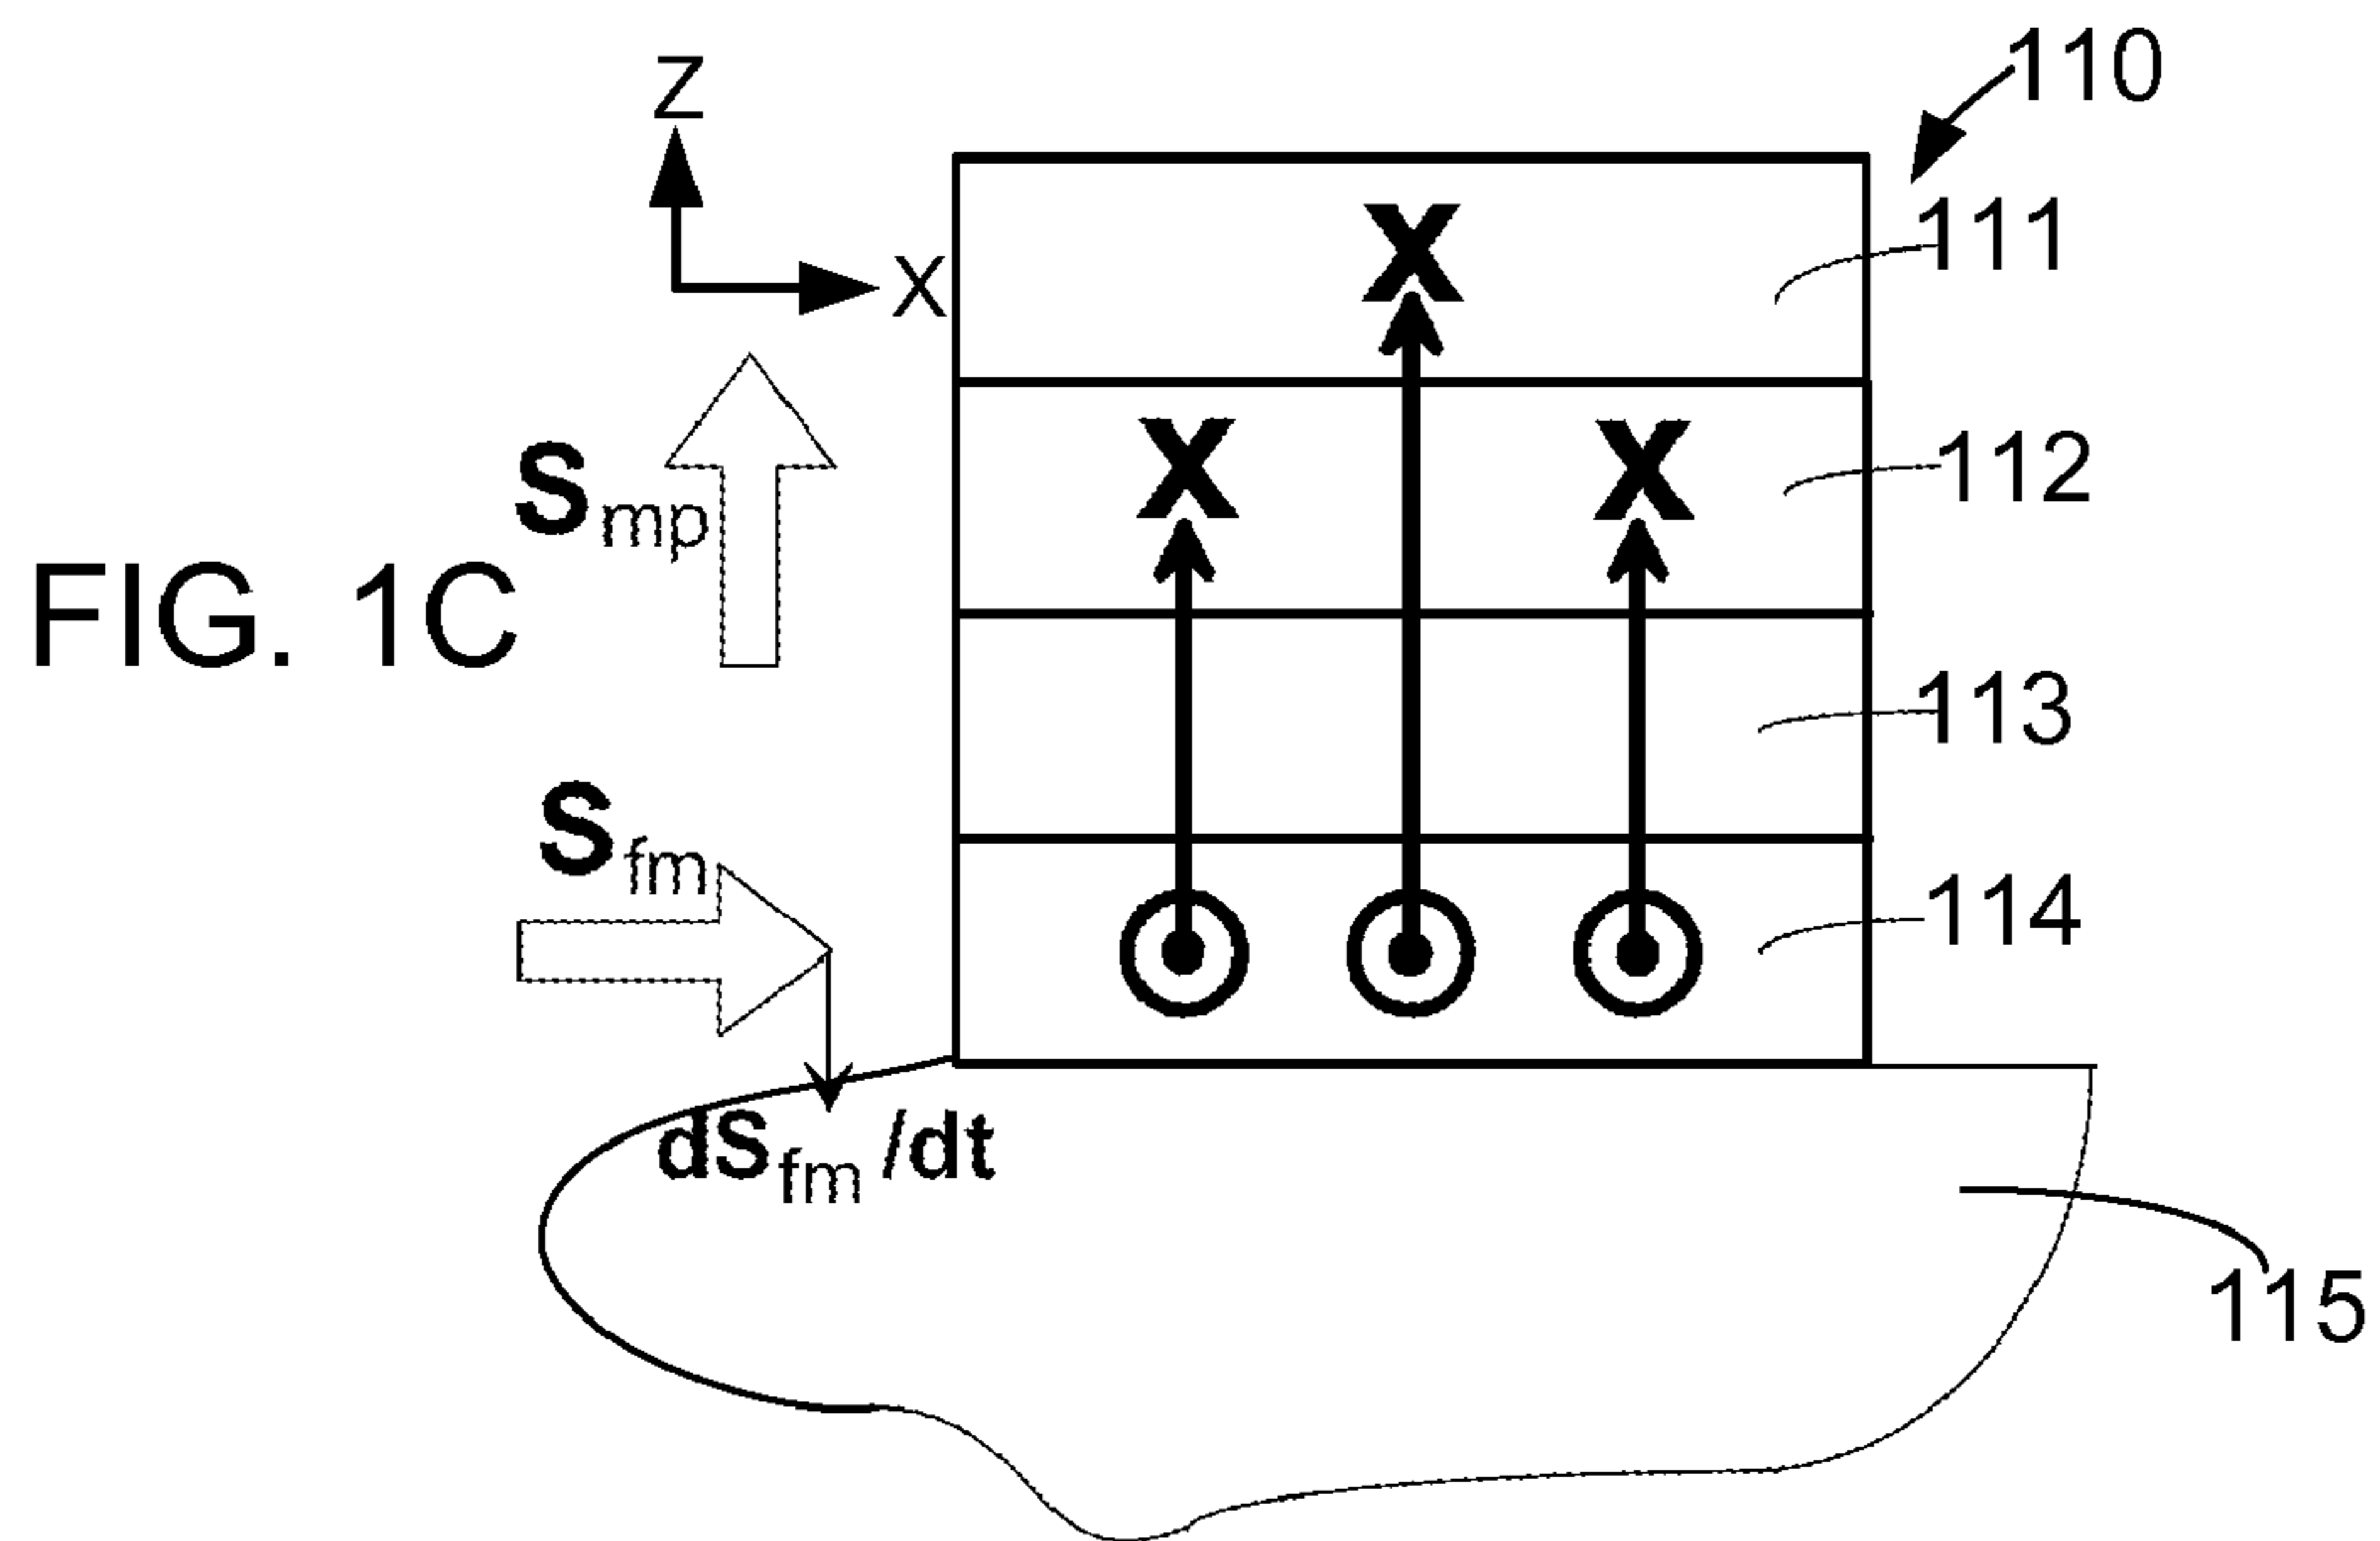 110
Z
111
X
X
112
X X
Smp
FIG. 1C
113
Sfm
114
dSfm /dt
115